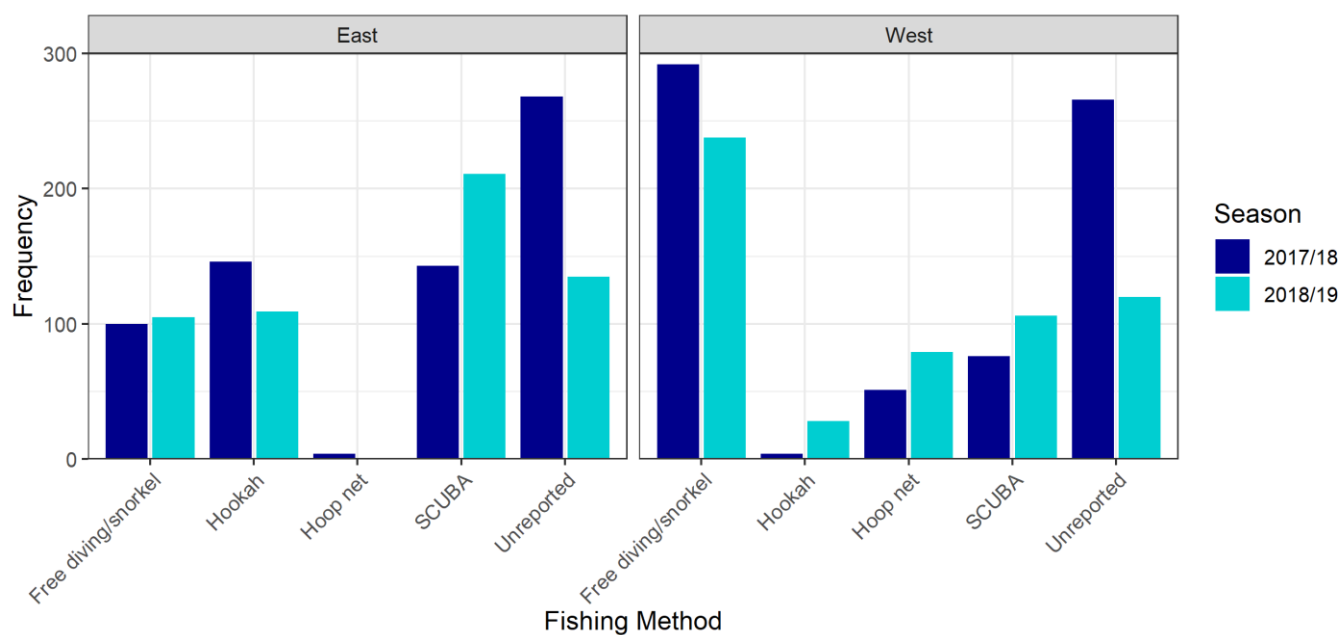 East
West
300
200
100
0
Frequency
Free diving/snorkel
Hookah
Hoop net
SCUBA
Unreported
Free diving/snorkel
Hookah
Hoop net
SCUBA
Unreported
Fishing Method
Season
2017/18
2018/19